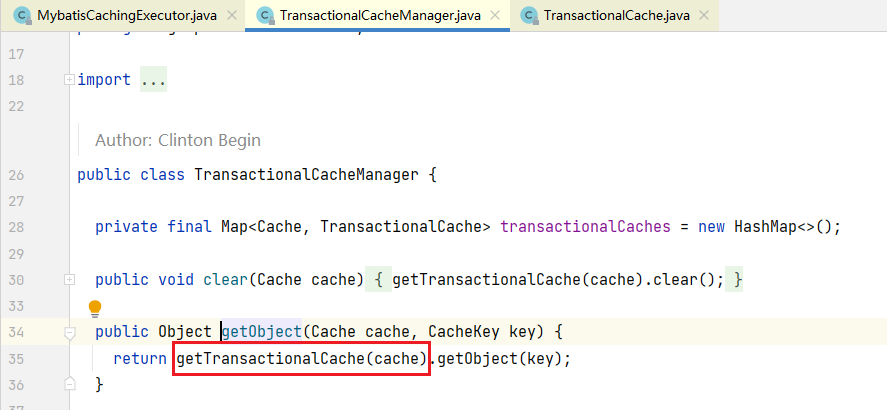 MybatisCachingExecutor.java TransactionalCacheManager.java TransactionalCache.java
17
18 import ...
22
Author: Clinton Begin
26 public class TransactionalCacheManager {
27
28 private final Map<Cache, TransactionalCache> transactionalCaches = new HashMap<>();
29
30 public void clear(Cache cache) { getTransactionalCache(cache).clear(); }
33
34 public Object getObject(Cache cache, CacheKey key) {
35 return getTransactionalCache(cache).getObject(key);
36 }
37